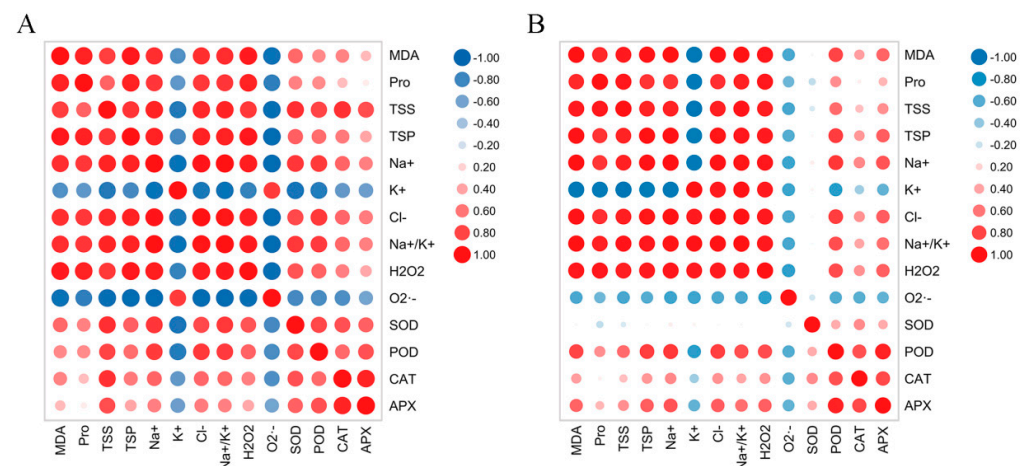 A
MDA
Pro
TSS
TSP
Na+
K+
Cl-
Na+/K+
H2O2
O2·-
SOD
POD
CAT
APX
-1.00
-0.80
-0.60
-0.40
-0.20
0.20
0.40
0.60
0.80
1.00
MDA
Pro
TSS
TSP
Na+
K+
Cl-
Na+/K+
H2O2
O2·-
SOD
POD
CAT
APX
B
MDA
Pro
TSS
TSP
Na+
K+
Cl-
Na+/K+
H2O2
O2·-
SOD
POD
CAT
APX
-1.00
-0.80
-0.60
-0.40
-0.20
0.20
0.40
0.60
0.80
1.00
MDA
Pro
TSS
TSP
Na+
K+
Cl-
Na+/K+
H2O2
O2·-
SOD
POD
CAT
APX